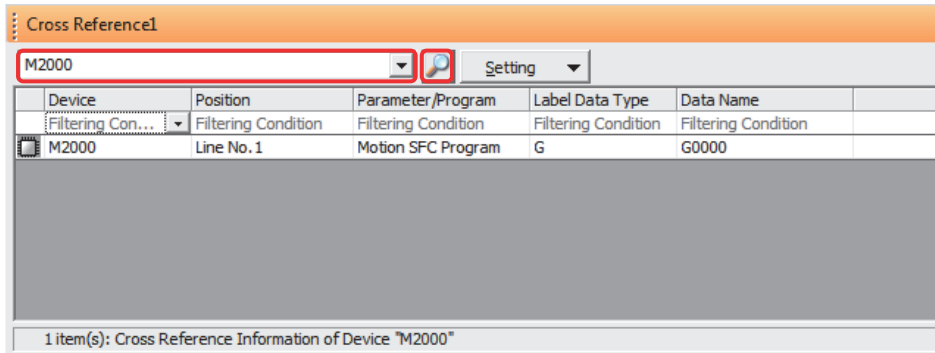 Cross Reference1
M2000 Setting
Device Position Parameter/Program Label Data Type Data Name
Filtering Con... Filtering Condition Filtering Condition Filtering Condition Filtering Condition
M2000 Line No.1 Motion SFC Program G G0000
1 item(s): Cross Reference Information of Device "M2000"